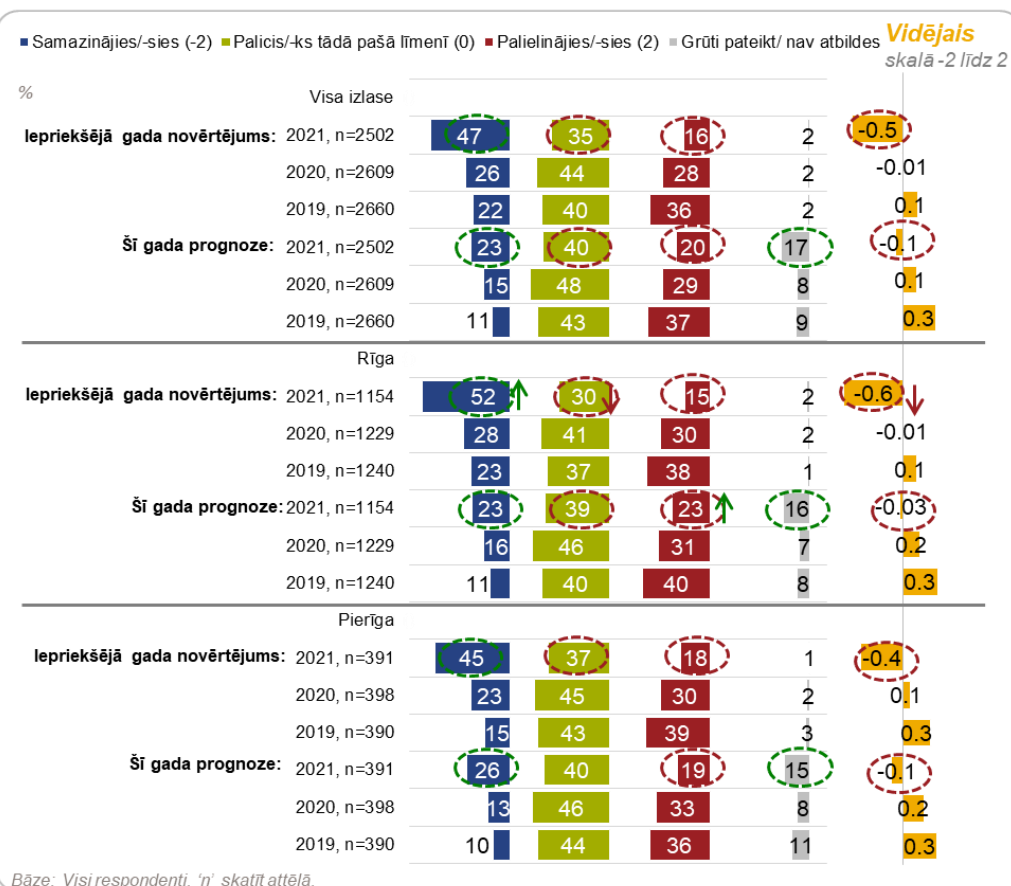 Samazinājies/-sies (-2) Palicis/-ks tādā pašā līmenī (0) Palielinājies/-sies (2) Grūti pateikt/ nav atbildes Vidējais
skalā -2 līdz 2
%
Visa izlase
Iepriekšējā gada novērtējums: 2021, n=2502 47 35 16 2 -0.5
2020, n=2609 26 44 28 2 -0.01
2019, n=2660 22 40 36 2 0.1
Šī gada prognoze: 2021, n=2502 23 40 20 17 -0.1
2020, n=2609 15 48 29 8 0.1
2019, n=2660 11 43 37 9 0.3
Rīga
Iepriekšējā gada novērtējums: 2021, n=1154 52 30 15 2 -0.6
2020, n=1229 28 41 30 2 -0.01
2019, n=1240 23 37 38 1 0.1
Šī gada prognoze: 2021, n=1154 23 39 23 16 -0.03
2020, n=1229 16 46 31 7 0.2
2019, n=1240 11 40 40 8 0.3
Pierīga
Iepriekšējā gada novērtējums: 2021, n=391 45 37 18 1 -0.4
2020, n=398 23 45 30 2 0.1
2019, n=390 15 43 39 3 0.3
Šī gada prognoze: 2021, n=391 26 40 19 15 -0.1
2020, n=398 13 46 33 8 0.2
2019, n=390 10 44 36 11 0.3
Bāze: Visi respondenti, 'n' skatīt attēlā.